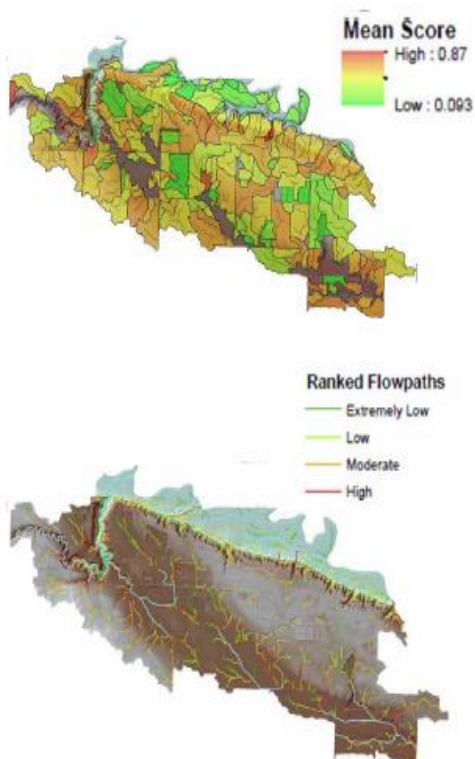 Mean Score
High : 0.87
Low : 0.093
Ranked Flowpaths
Extremely Low
Low
Moderate
High